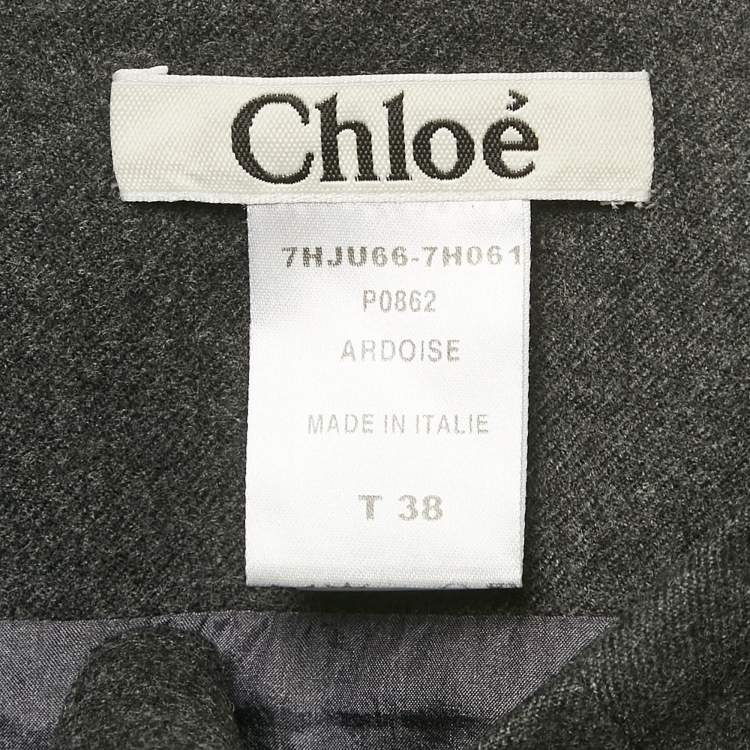 Chloé
7HJU66-7H061
P0862
ARDOISE
MADE IN ITALIE
T 38